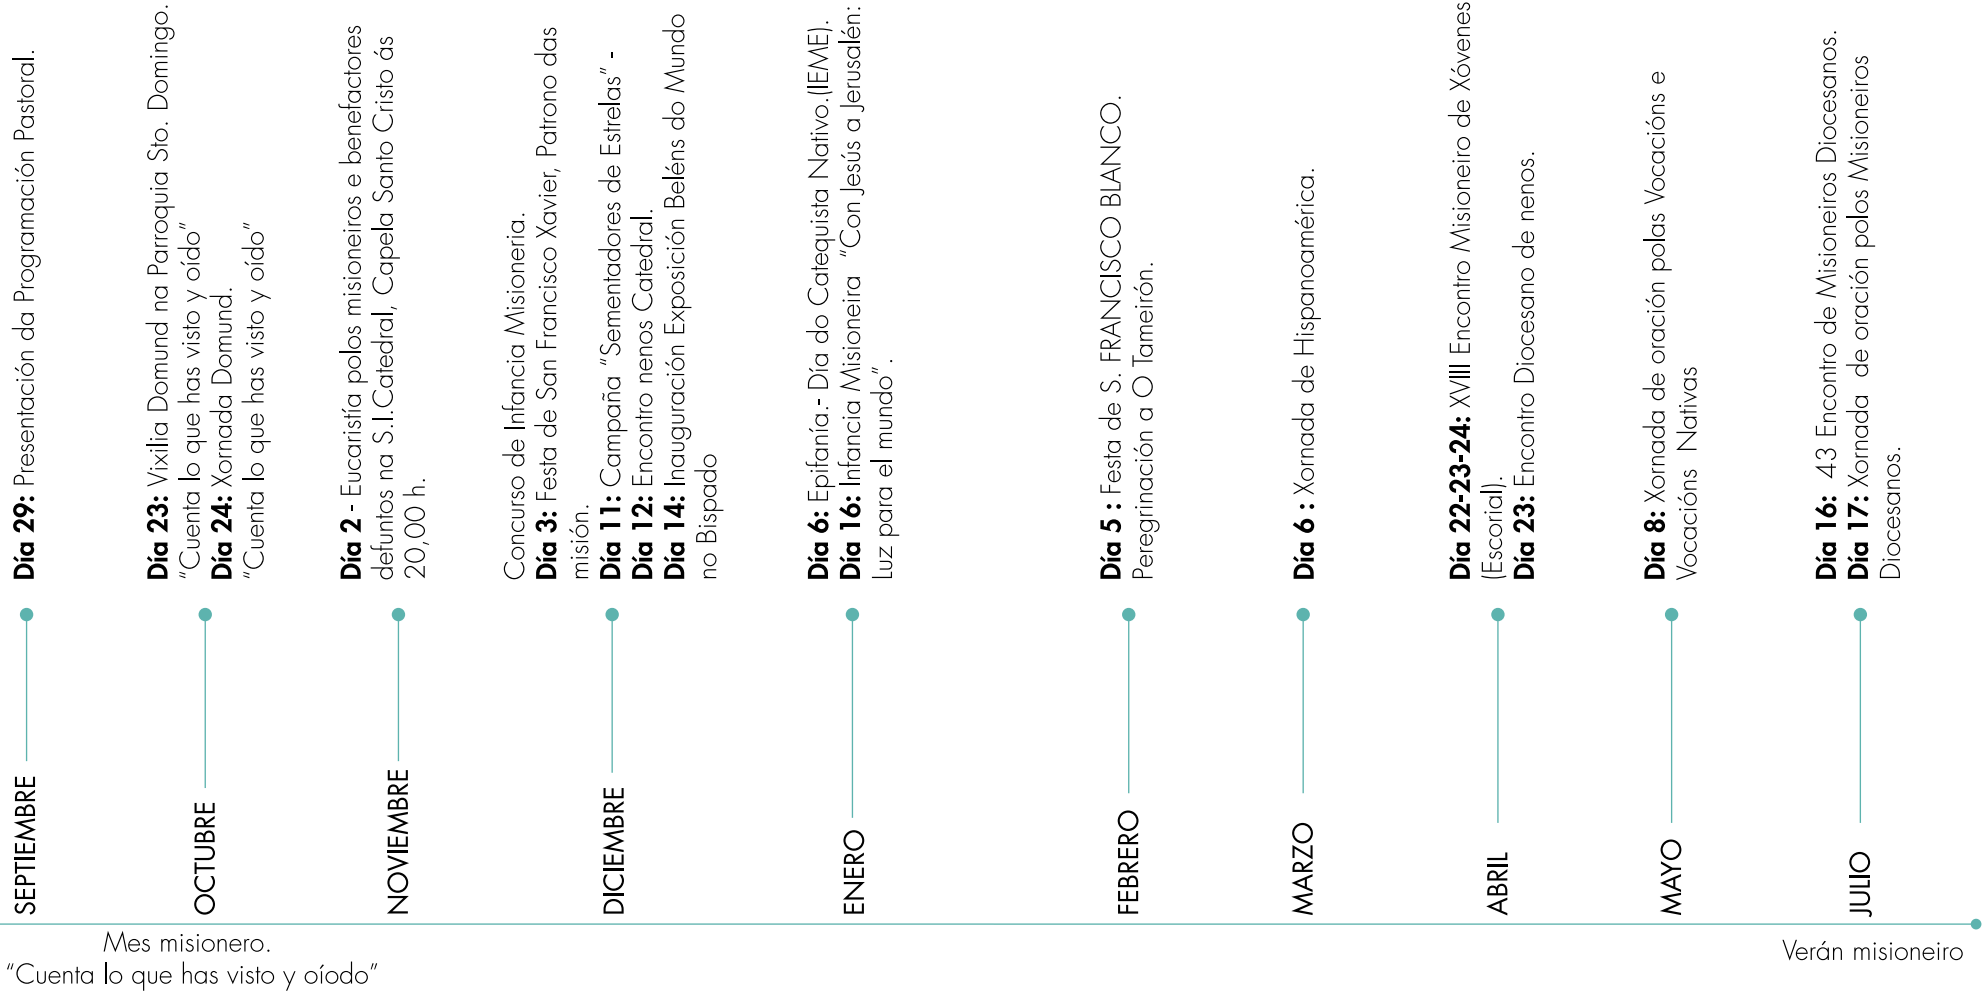 Día 29: Presentación da Programación Pastoral.
SEPTIEMBRE
Día 23: Vixilia Domund na Parroquia Sto. Domingo.
“Cuenta lo que has visto y oído”
Día 24: Xornada Domund.
“Cuenta lo que has visto y oído”
OCTUBRE
Día 2 - Eucaristía polos misioneiros e benefactores
defuntos na S.I.Catedral, Capela Santo Cristo ás
20,00 h.
NOVIEMBRE
Concurso de Infancia Misioneria.
Día 3: Festa de San Francisco Xavier, Patrono das
misión.
Día 11: Campaña “Sementadores de Estrelas” -
Día 12: Encontro nenos Catedral.
Día 14: Inauguración Exposición Beléns do Mundo
no Bispado
DICIEMBRE
Día 6: Epifanía.- Día do Catequista Nativo.(IEME).
Día 16: Infancia Misioneira “Con Jesús a Jerusalén:
Luz para el mundo”.
ENERO
Día 5 : Festa de S. FRANCISCO BLANCO.
Peregrinación a O Tameirón.
FEBRERO
Día 6 : Xornada de Hispanoamérica.
MARZO
Día 22-23-24: XVIII Encontro Misioneiro de Xóvenes
(Escorial).
Día 23: Encontro Diocesano de nenos.
ABRIL
Día 8: Xornada de oración polas Vocacións e
Vocacións Nativas
MAYO
Día 16: 43 Encontro de Misioneiros Diocesanos.
Día 17: Xornada de oración polos Misioneiros
Diocesanos.
JULIO
Mes misionero.
“Cuenta lo que has visto y oíodo”
Verán misioneiro